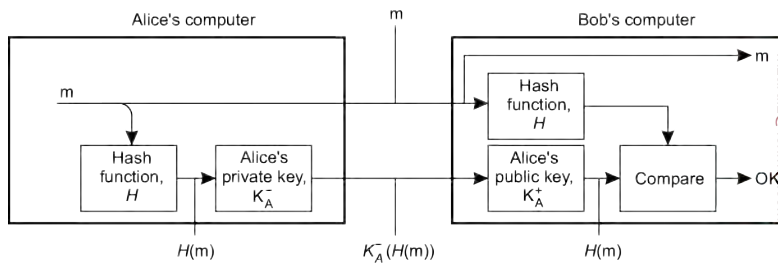 Alice's computer
m
Bob's computer
m
m
Hash
function,
H
Hash
function,
H
Alice's
private key,
K_A^-
Alice's
public key,
K_A^+
Compare
OK
H(m)
K_A^-(H(m))
H(m)